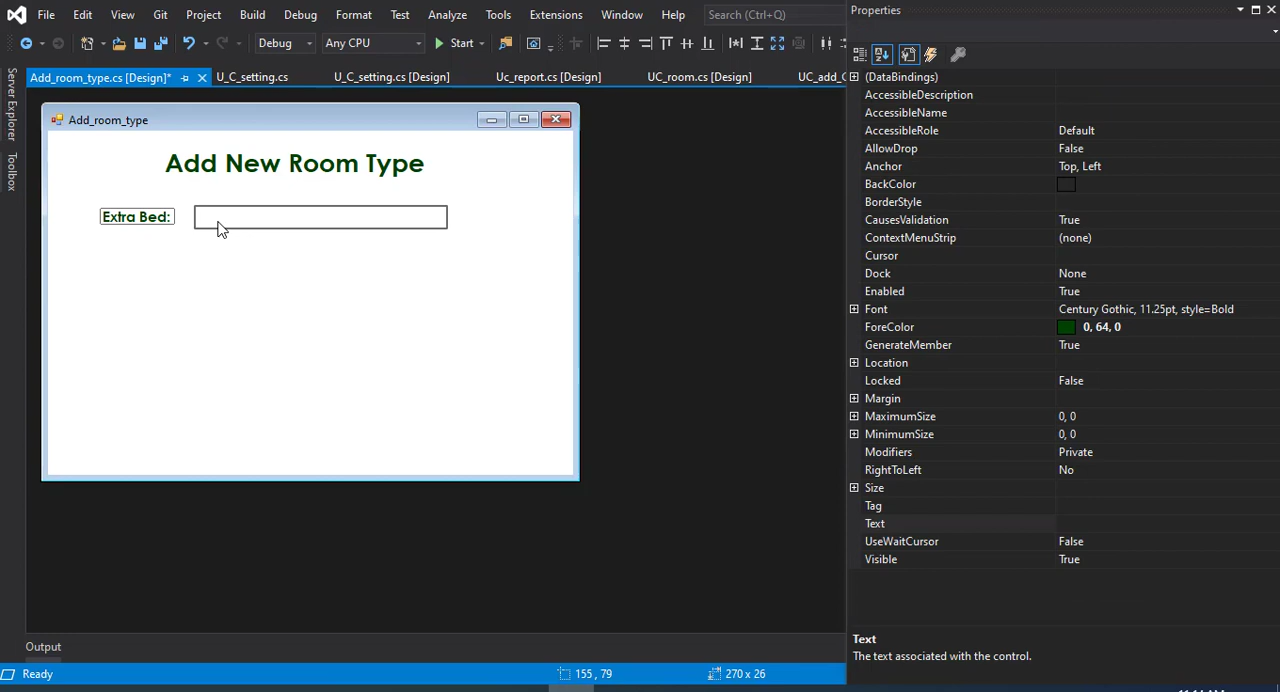 File Edit View Git Project Build Debug Format Test Analyze Tools Extensions Window Help Search (Ctrl+Q)
Properties
Debug Any CPU Start
Server Explorer
Toolbox
Add_room_type.cs [Design]* U_C_setting.cs U_C_setting.cs [Design] Uc_report.cs [Design] UC_room.cs [Design] UC_add_C
Add_room_type
Add New Room Type
Extra Bed:
(DataBindings)
AccessibleDescription
AccessibleName
AccessibleRole Default
AllowDrop False
Anchor Top, Left
BackColor
BorderStyle
CausesValidation True
ContextMenuStrip (none)
Cursor
Dock None
Enabled True
Font Century Gothic, 11.25pt, style=Bold
ForeColor 0, 64, 0
GenerateMember True
Location
Locked False
Margin
MaximumSize 0, 0
MinimumSize 0, 0
Modifiers Private
RightToLeft No
Size
Tag
Text
UseWaitCursor False
Visible True
Text
The text associated with the control.
Output
Ready 155 , 79 270 x 26